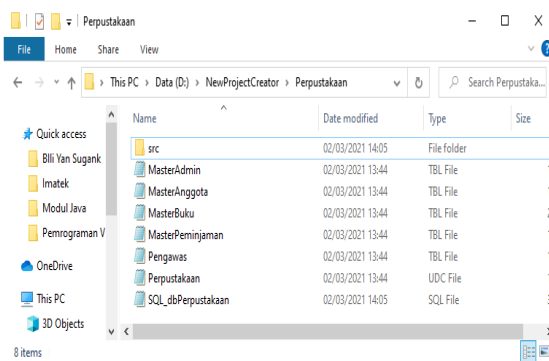 Perpustakaan
File Home Share View
This PC > Data (D:) > NewProjectCreator > Perpustakaan
Search Perpustaka...
Name Date modified Type Size
Quick access
BIli Yan Sugank
Imatek
Modul Java
Pemrograman V
OneDrive
This PC
3D Objects
src 02/03/2021 14:05 File folder
MasterAdmin 02/03/2021 13:44 TBL File
MasterAnggota 02/03/2021 13:44 TBL File
MasterBuku 02/03/2021 13:44 TBL File
MasterPeminjaman 02/03/2021 13:44 TBL File
Pengawas 02/03/2021 13:44 TBL File
Perpustakaan 02/03/2021 13:44 UDC File
SQL_dbPerpustakaan 02/03/2021 14:05 SQL File
8 items